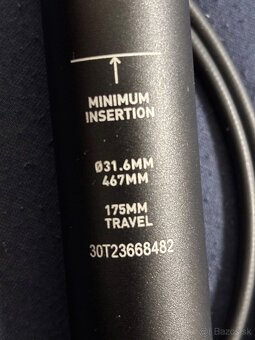 MINIMUM
INSERTION
Ø31.6MM
467MM
175MM
TRAVEL
30T23668482